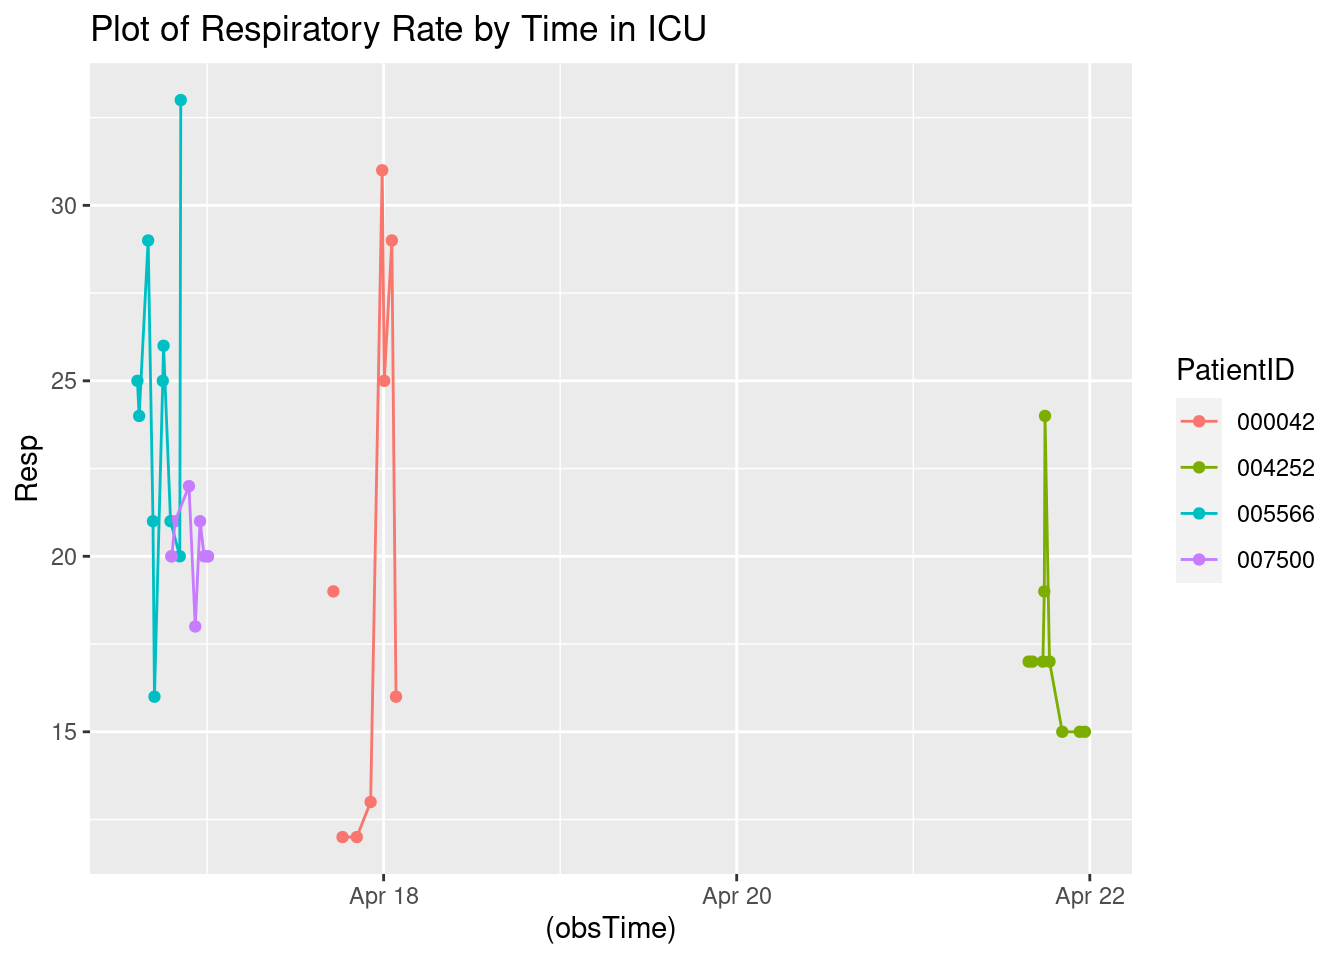 Plot of Respiratory Rate by Time in ICU
Resp
30
25
20
15
Apr 18
Apr 20
Apr 22
(obsTime)
PatientID
000042
004252
005566
007500